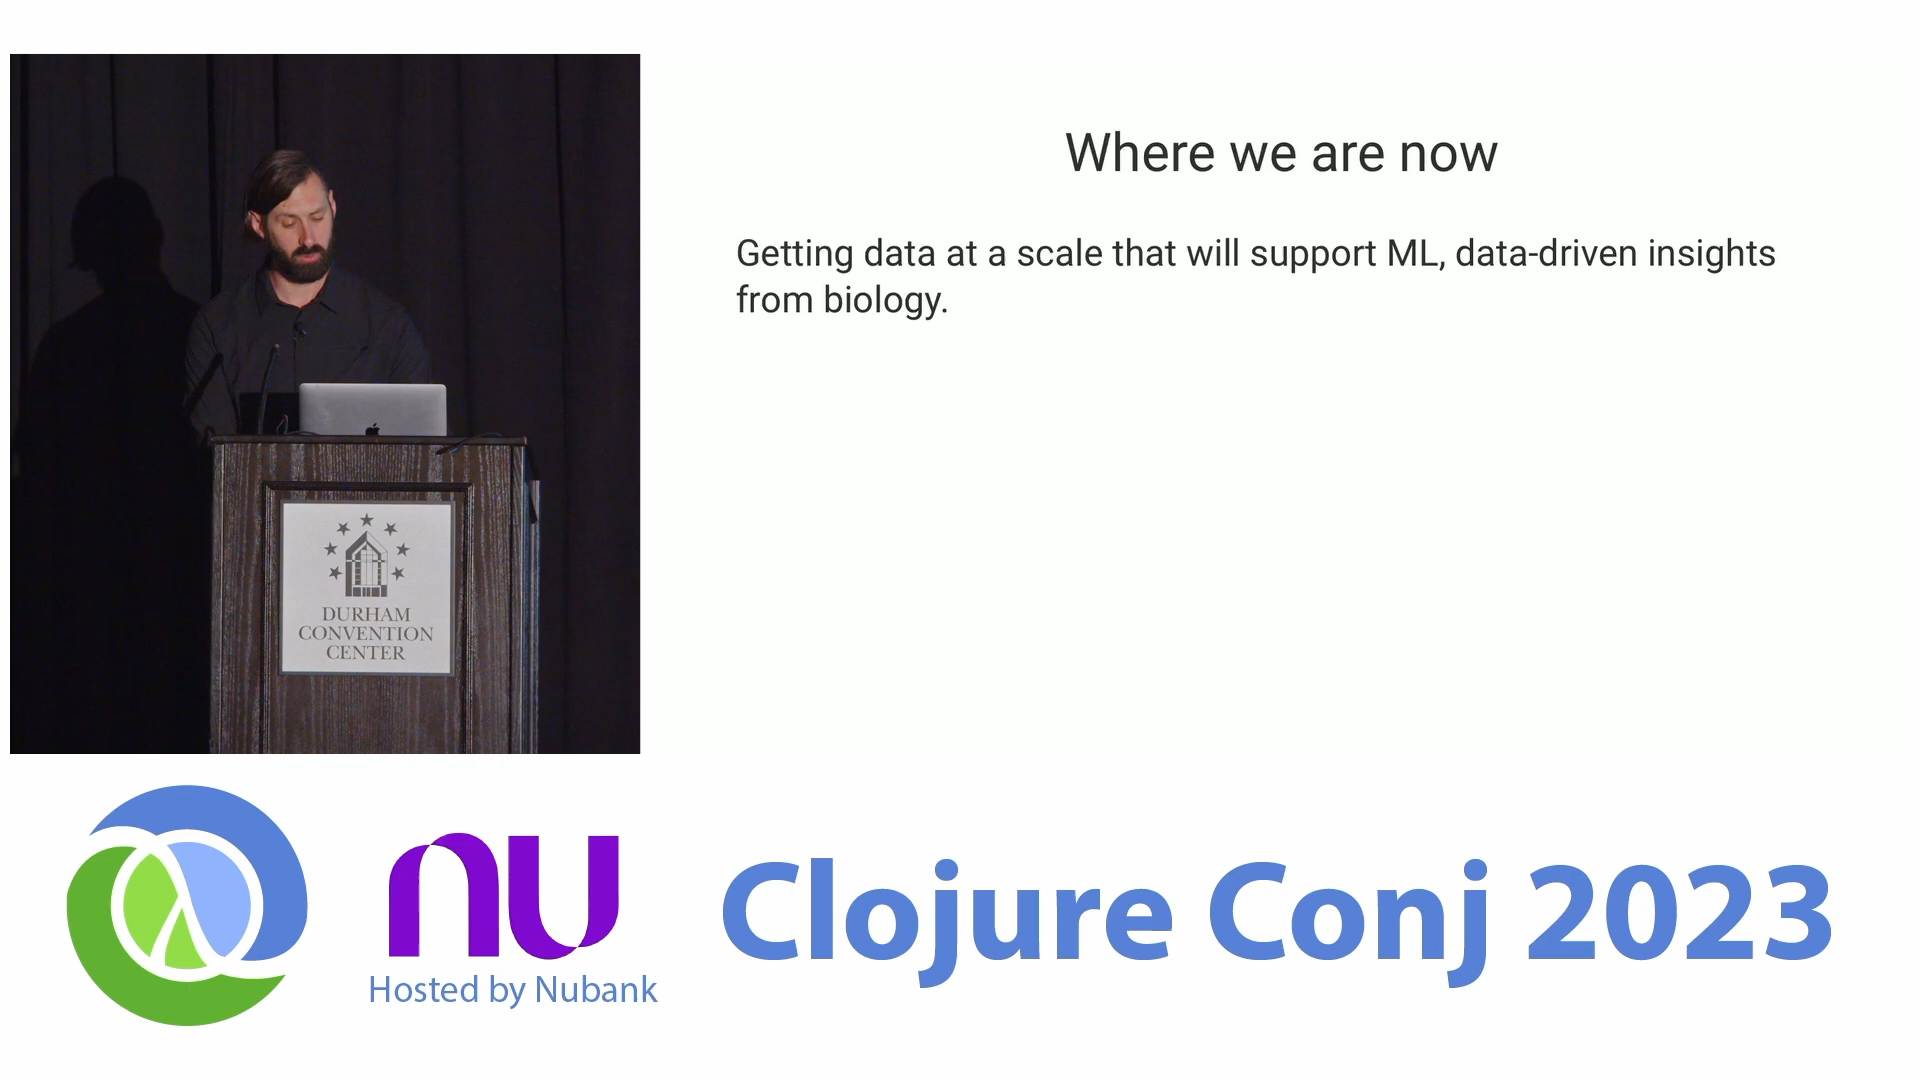 Where we are now
Getting data at a scale that will support ML, data-driven insights
from biology.
DURHAM
CONVENTION
CENTER
nu
Hosted by Nubank
Clojure Conj 2023